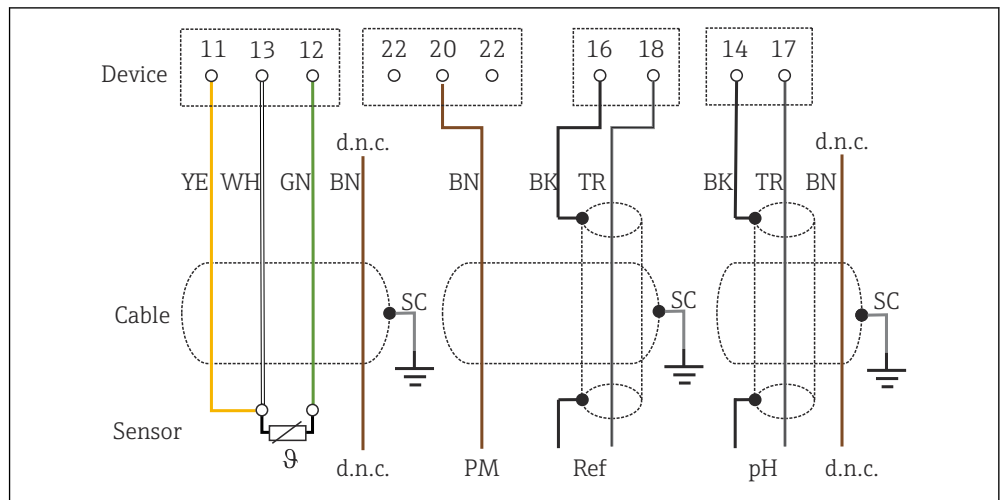 11 13 12 22 20 22 16 18 14 17
Device
d.n.c. d.n.c.
YE WH GN BN BN BK TR BK TR BN
SC SC SC
Cable
Sensor
ϑ
d.n.c. PM Ref pH d.n.c.